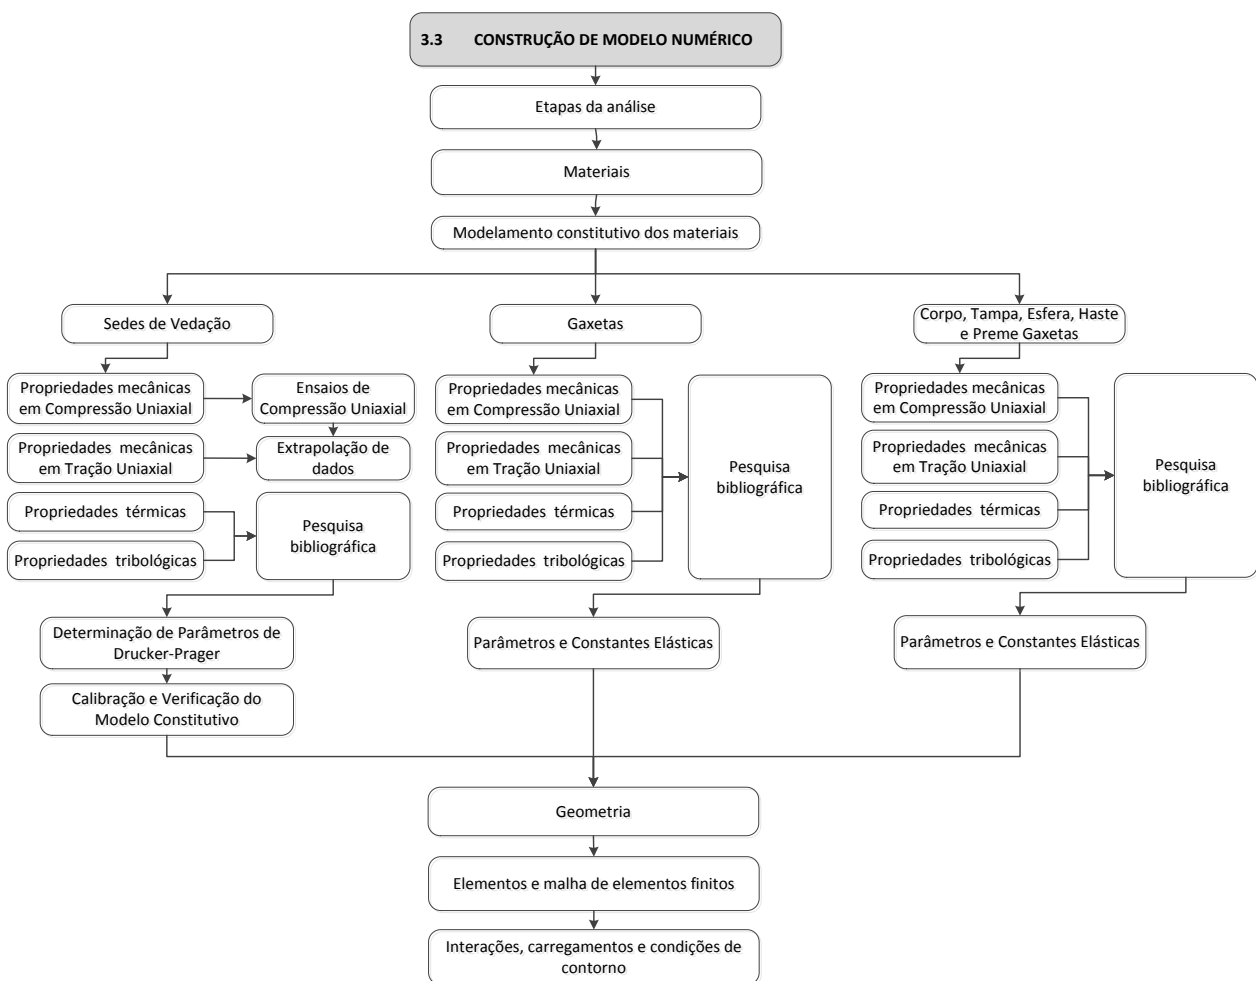 3.3 CONSTRUÇÃO DE MODELO NUMÉRICO
Etapas da análise
Materiais
Modelamento constitutivo dos materiais
Sedes de Vedação
Propriedades mecânicas
em Compressão Uniaxial
Ensaios de
Compressão Uniaxial
Propriedades mecânicas
em Tração Uniaxial
Extrapolação de
dados
Propriedades térmicas
Propriedades tribológicas
Pesquisa
bibliográfica
Determinação de Parâmetros de
Drucker-Prager
Calibração e Verificação do
Modelo Constitutivo
Gaxetas
Propriedades mecânicas
em Compressão Uniaxial
Propriedades mecânicas
em Tração Uniaxial
Propriedades térmicas
Propriedades tribológicas
Pesquisa
bibliográfica
Parâmetros e Constantes Elásticas
Corpo, Tampa, Esfera, Haste
e Preme Gaxetas
Propriedades mecânicas
em Compressão Uniaxial
Propriedades mecânicas
em Tração Uniaxial
Propriedades térmicas
Propriedades tribológicas
Pesquisa
bibliográfica
Parâmetros e Constantes Elásticas
Geometria
Elementos e malha de elementos finitos
Interações, carregamentos e condições de
contorno